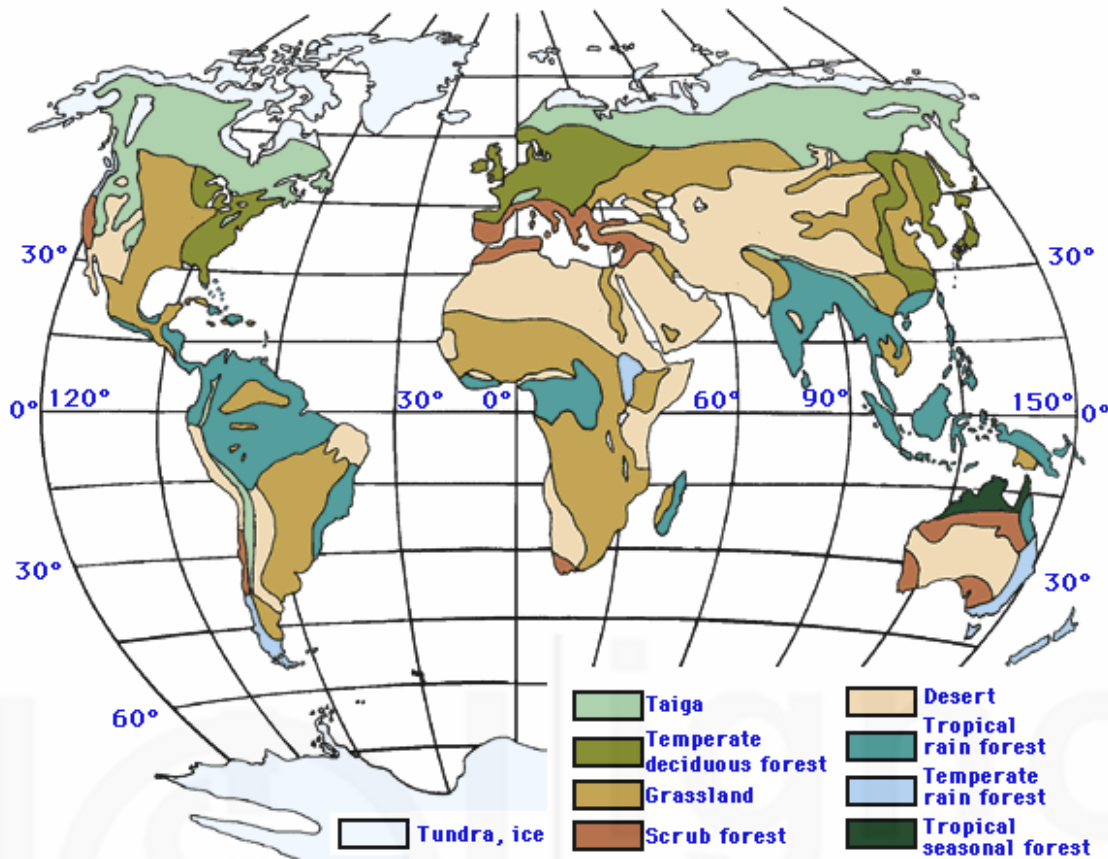 30°
30°
0°
120°
30°
0°
60°
90°
150°
0°
30°
30°
60°
Taiga
Temperate
deciduous forest
Grassland
Scrub forest
Tundra, ice
Desert
Tropical
rain forest
Temperate
rain forest
Tropical
seasonal forest